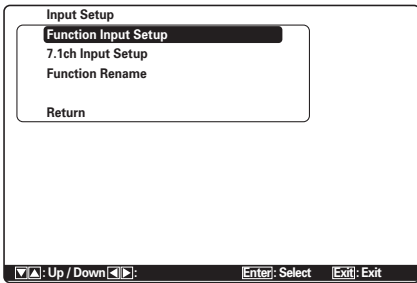 Input Setup
Function Input Setup
7.1ch Input Setup
Function Rename
Return
▼▲: Up / Down ◀▶: Enter: Select Exit: Exit